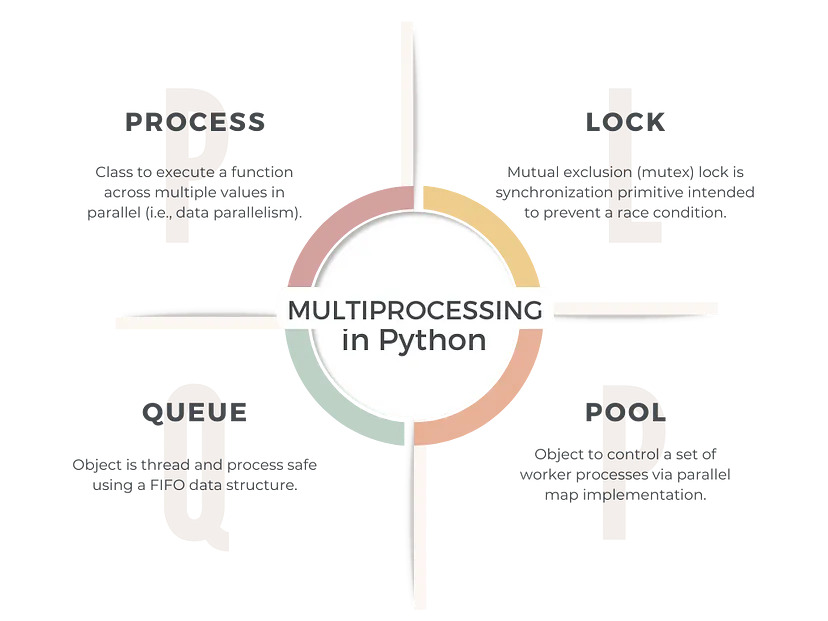 PROCESS
Class to execute a function
across multiple values in
parallel (i.e., data parallelism).
LOCK
Mutual exclusion (mutex) lock is
synchronization primitive intended
to prevent a race condition.
MULTIPROCESSING
in Python
QUEUE
Object is thread and process safe
using a FIFO data structure.
POOL
Object to control a set of
worker processes via parallel
map implementation.
P
L
Q
P